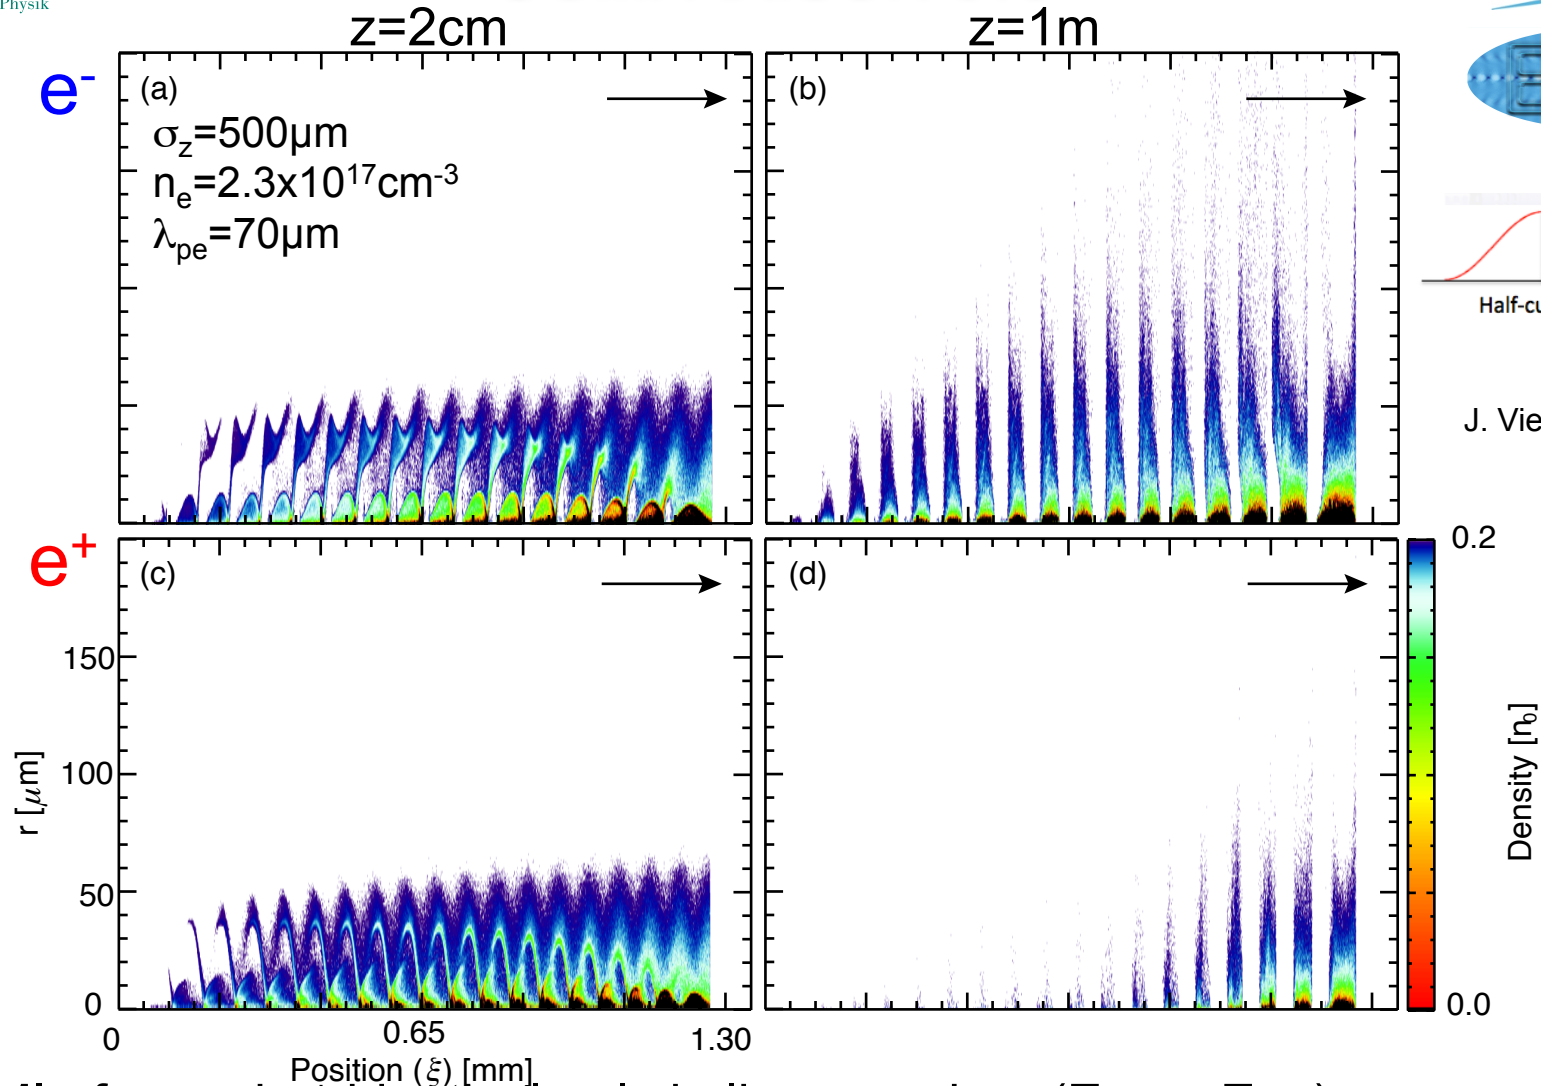 Physik
z=2cm
z=1m
e-
(a)
σz=500μm
ne=2.3x10^17cm^-3
λpe=70μm
(b)
Half-cu
J. Vie
e+
(c)
(d)
0.2
0.0
Density [n0]
r [μm]
150
100
50
0
0
0.65
1.30
Position (ξ) [mm]